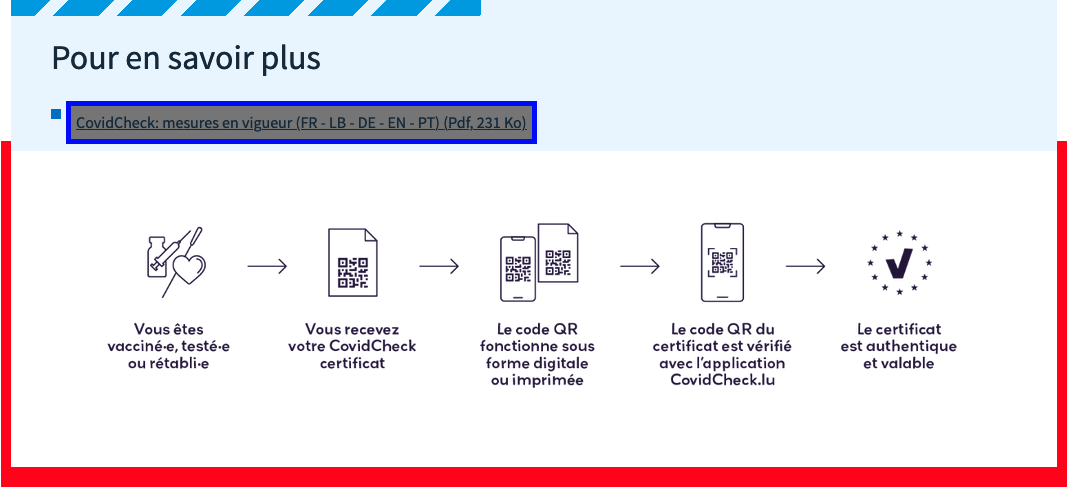 Pour en savoir plus
CovidCheck: mesures en vigueur (FR - LB - DE - EN - PT) (Pdf, 231 Ko)
Vous êtes
vacciné·e, testé·e
ou rétabli·e
Vous recevez
votre CovidCheck
certificat
Le code QR
fonctionne sous
forme digitale
ou imprimée
Le code QR du
certificat est vérifié
avec l'application
CovidCheck.lu
Le certificat
est authentique
et valable